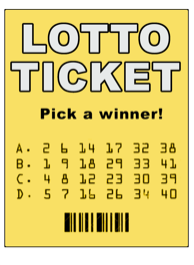 LOTTO
TICKET
Pick a winner!
A. 2 6 14 17 32 38
B. 1 9 18 29 33 41
C. 4 8 12 23 30 39
D. 5 7 16 26 34 40